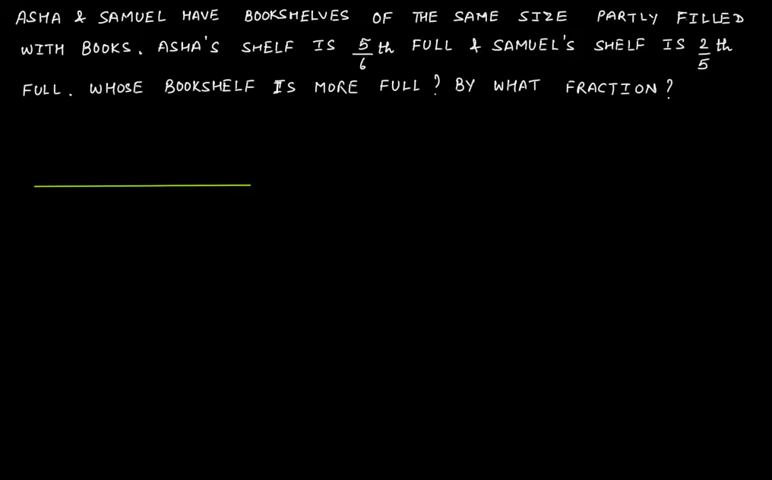 ASHA & SAMUEL HAVE BOOKSHELVES OF THE SAME SIZE PARTLY FILLED
WITH BOOKS. ASHA'S SHELF IS 5/6 th FULL & SAMUEL'S SHELF IS 2/5 th
FULL. WHOSE BOOKSHELF IS MORE FULL? BY WHAT FRACTION?